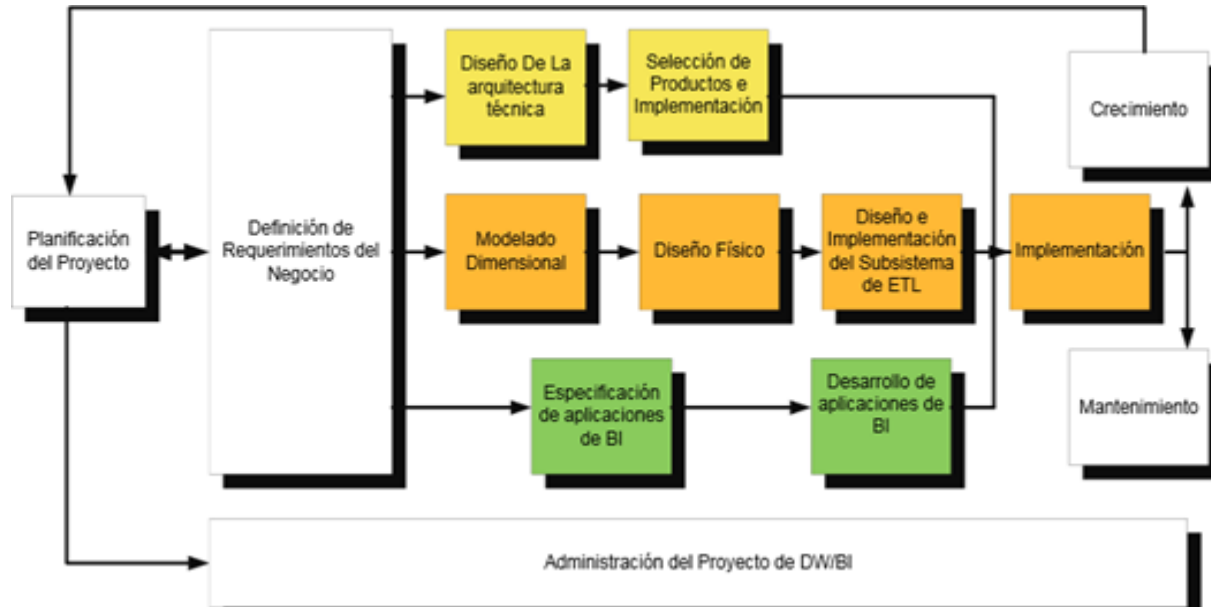 Diseño De La
arquitectura
técnica
Selección de
Productos e
Implementación
Crecimiento
Planificación
del Proyecto
Definición de
Requerimientos del
Negocio
Modelado
Dimensional
Diseño Físico
Diseño e
Implementación
del Subsistema
de ETL
Implementación
Especificación
de aplicaciones
de BI
Desarrollo de
aplicaciones de
BI
Mantenimiento
Administración del Proyecto de DW/BI